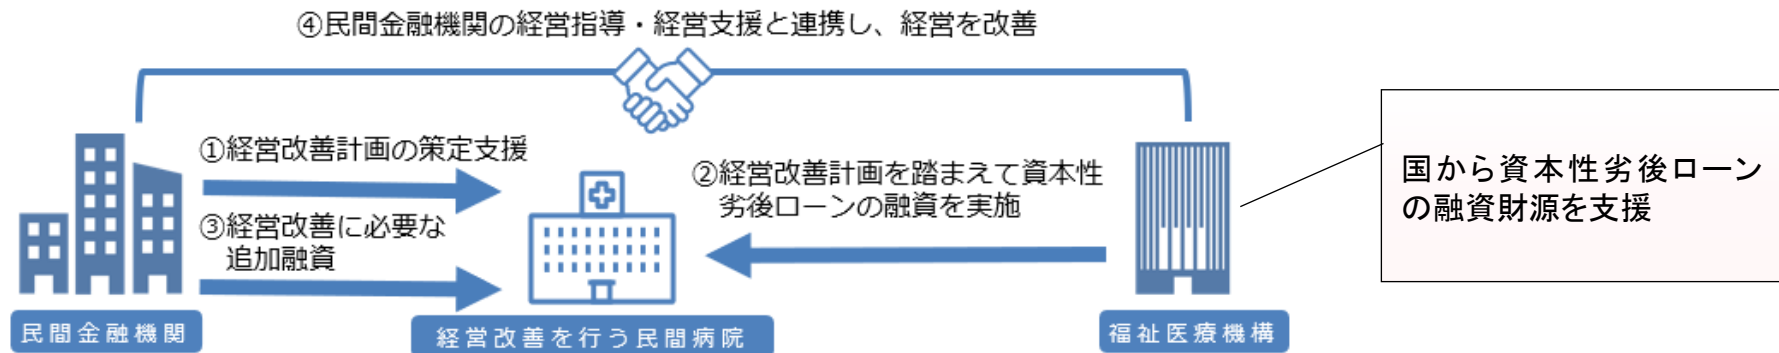 ④民間金融機関の経営指導・経営支援と連携し、経営を改善
①経営改善計画の策定支援
③経営改善に必要な
追加融資
②経営改善計画を踏まえて資本性
劣後ローンの融資を実施
国から資本性劣後ローン
の融資財源を支援
民間金融機関
経営改善を行う民間病院
福祉医療機構